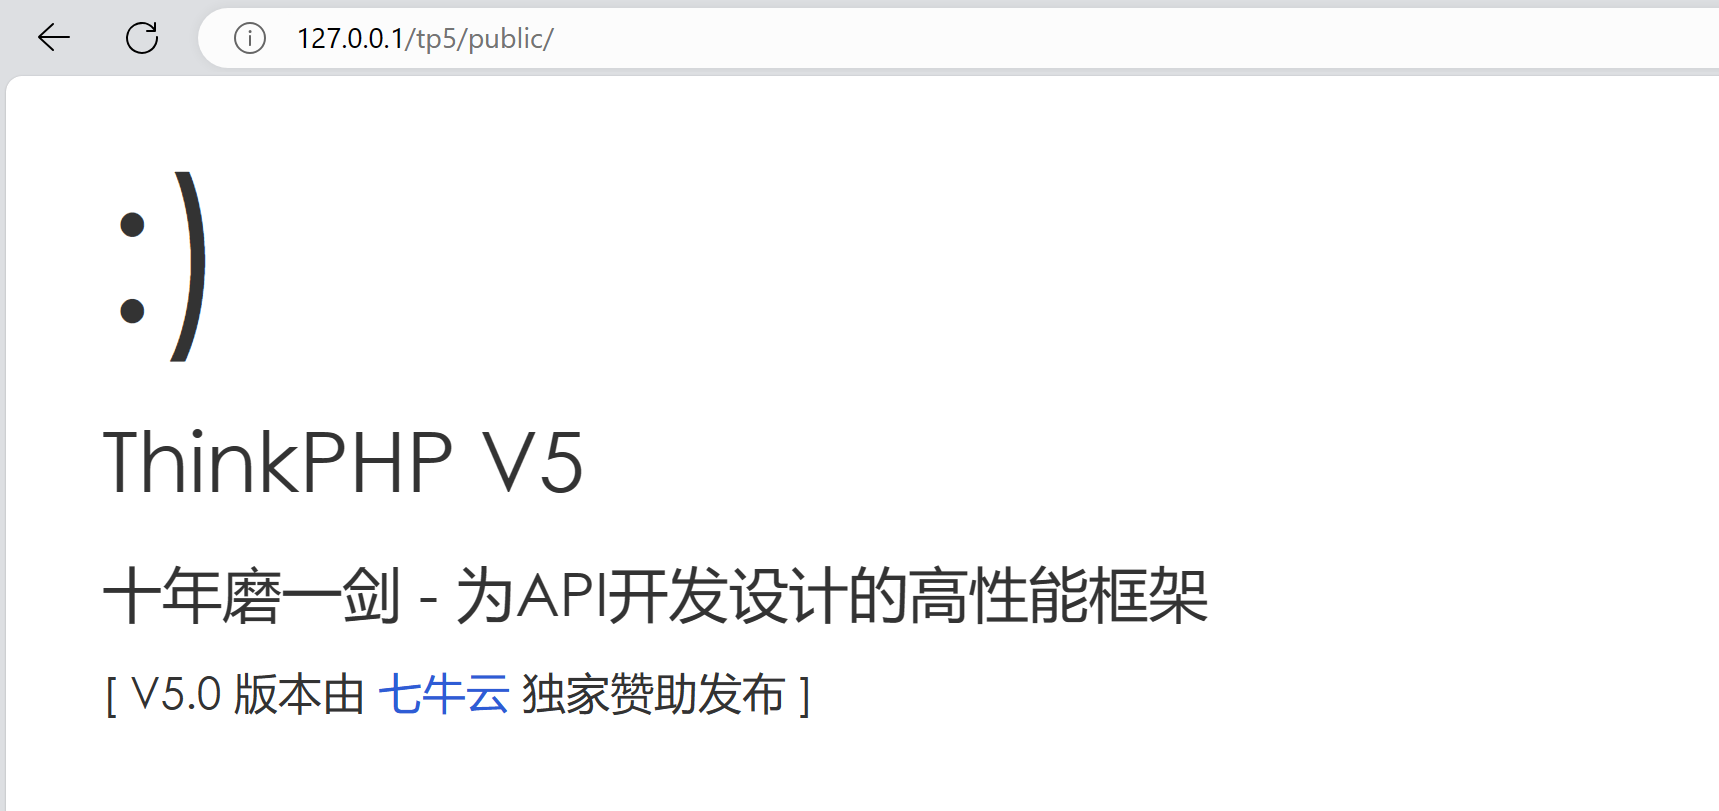 127.0.0.1/tp5/public/
:)
ThinkPHP V5
十年磨一剑 - 为API开发设计的高性能框架
[ V5.0 版本由 七牛云 独家赞助发布 ]